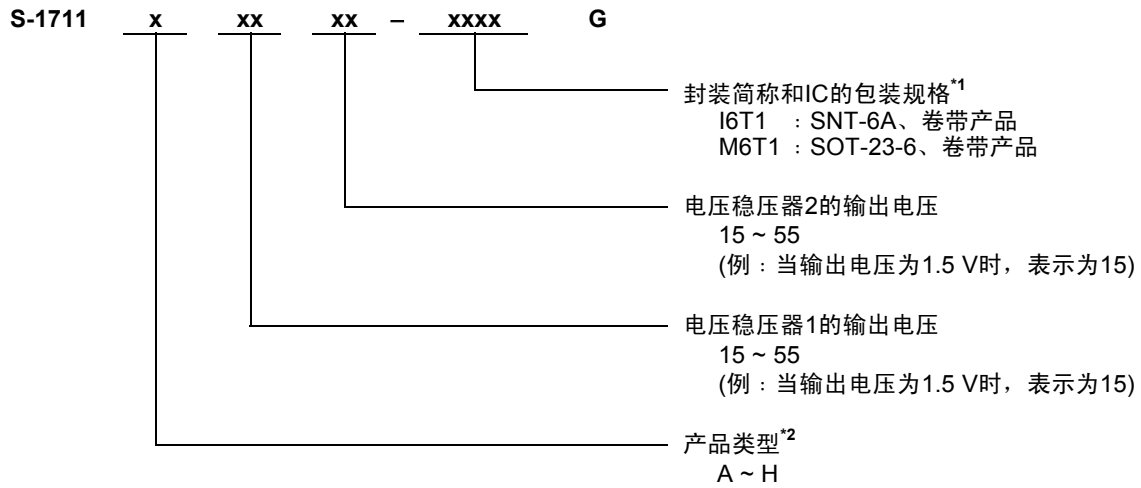 S-1711 x xx xx – xxxx G
封装简称和IC的包装规格*1
I6T1 : SNT-6A、卷带产品
M6T1 : SOT-23-6、卷带产品
电压稳压器2的输出电压
15 ~ 55
(例：当输出电压为1.5 V时，表示为15)
电压稳压器1的输出电压
15 ~ 55
(例：当输出电压为1.5 V时，表示为15)
产品类型*2
A ~ H